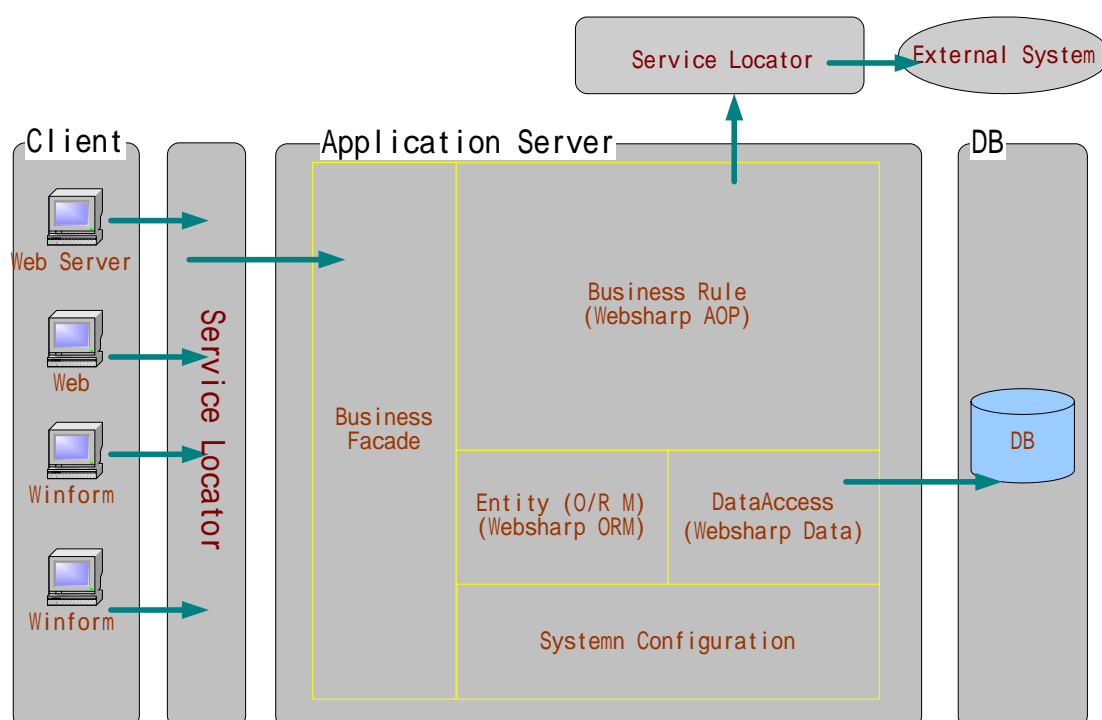 Service Locator
External System
Client
Application Server
DB
Web Server
Web
Winform
Winform
Service Locator
Business
Facade
Business Rule
(Websharp AOP)
Entity (O/R M)
(Websharp ORM)
DataAccess
(Websharp Data)
Systemn Configuration
DB